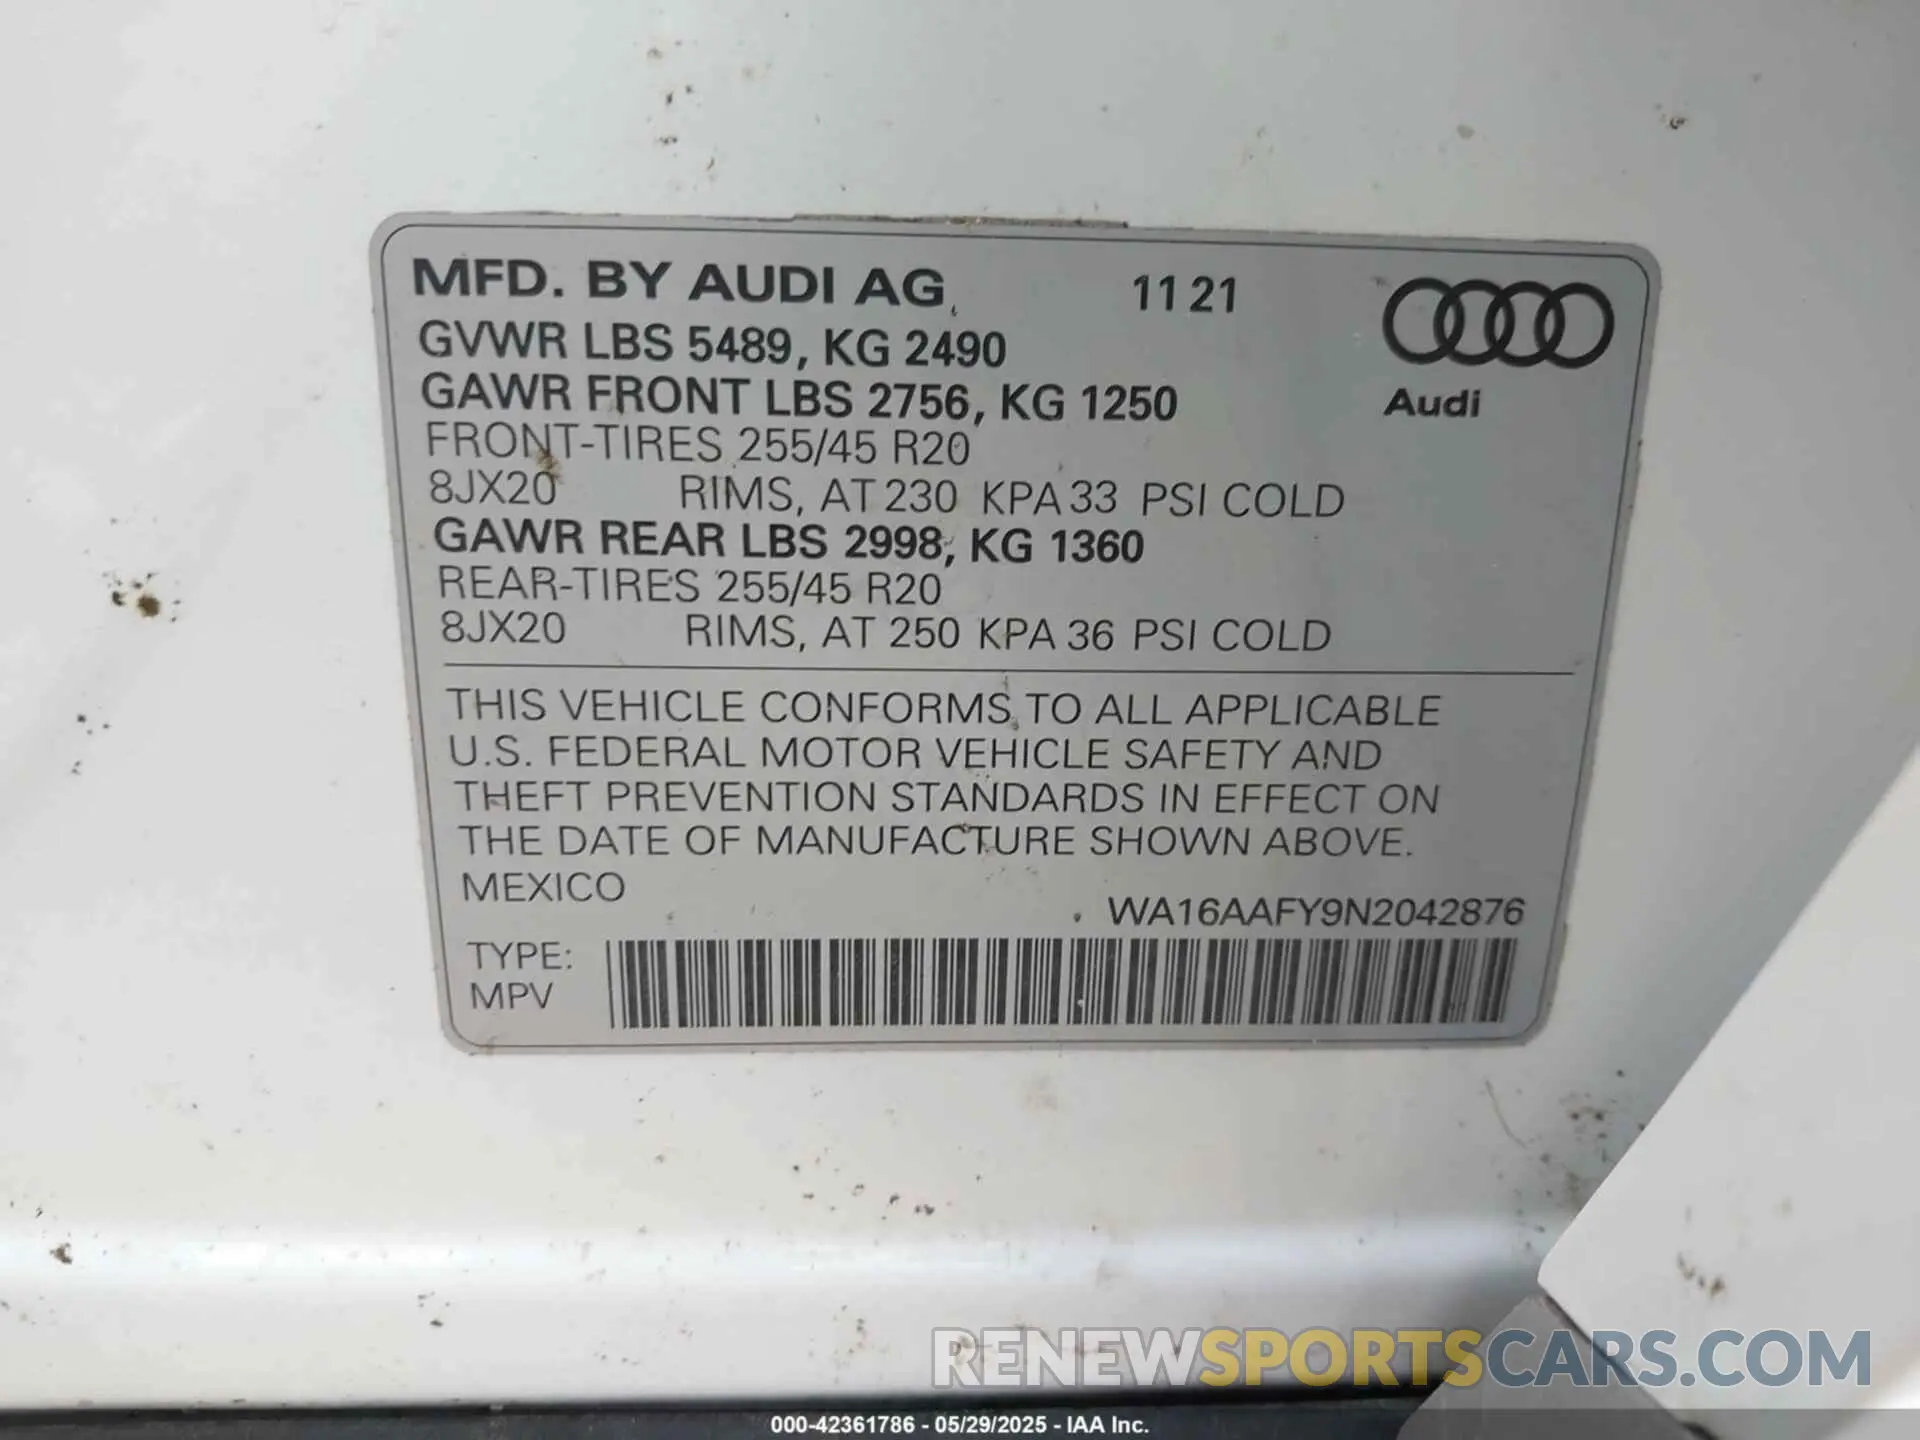 MFD. BY AUDI AG 11 21
GVWR LBS 5489, KG 2490
GAWR FRONT LBS 2756, KG 1250
Audi
FRONT-TIRES 255/45 R20
8JX20 RIMS, AT 230 KPA 33 PSI COLD
GAWR REAR LBS 2998, KG 1360
REAR-TIRES 255/45 R20
8JX20 RIMS, AT 250 KPA 36 PSI COLD
THIS VEHICLE CONFORMS TO ALL APPLICABLE
U.S. FEDERAL MOTOR VEHICLE SAFETY AND
THEFT PREVENTION STANDARDS IN EFFECT ON
THE DATE OF MANUFACTURE SHOWN ABOVE.
MEXICO
WA16AAFY9N2042876
TYPE:
MPV
RENEWSPORTSCARS.COM
000-42361786 - 05/29/2025 - IAA Inc.